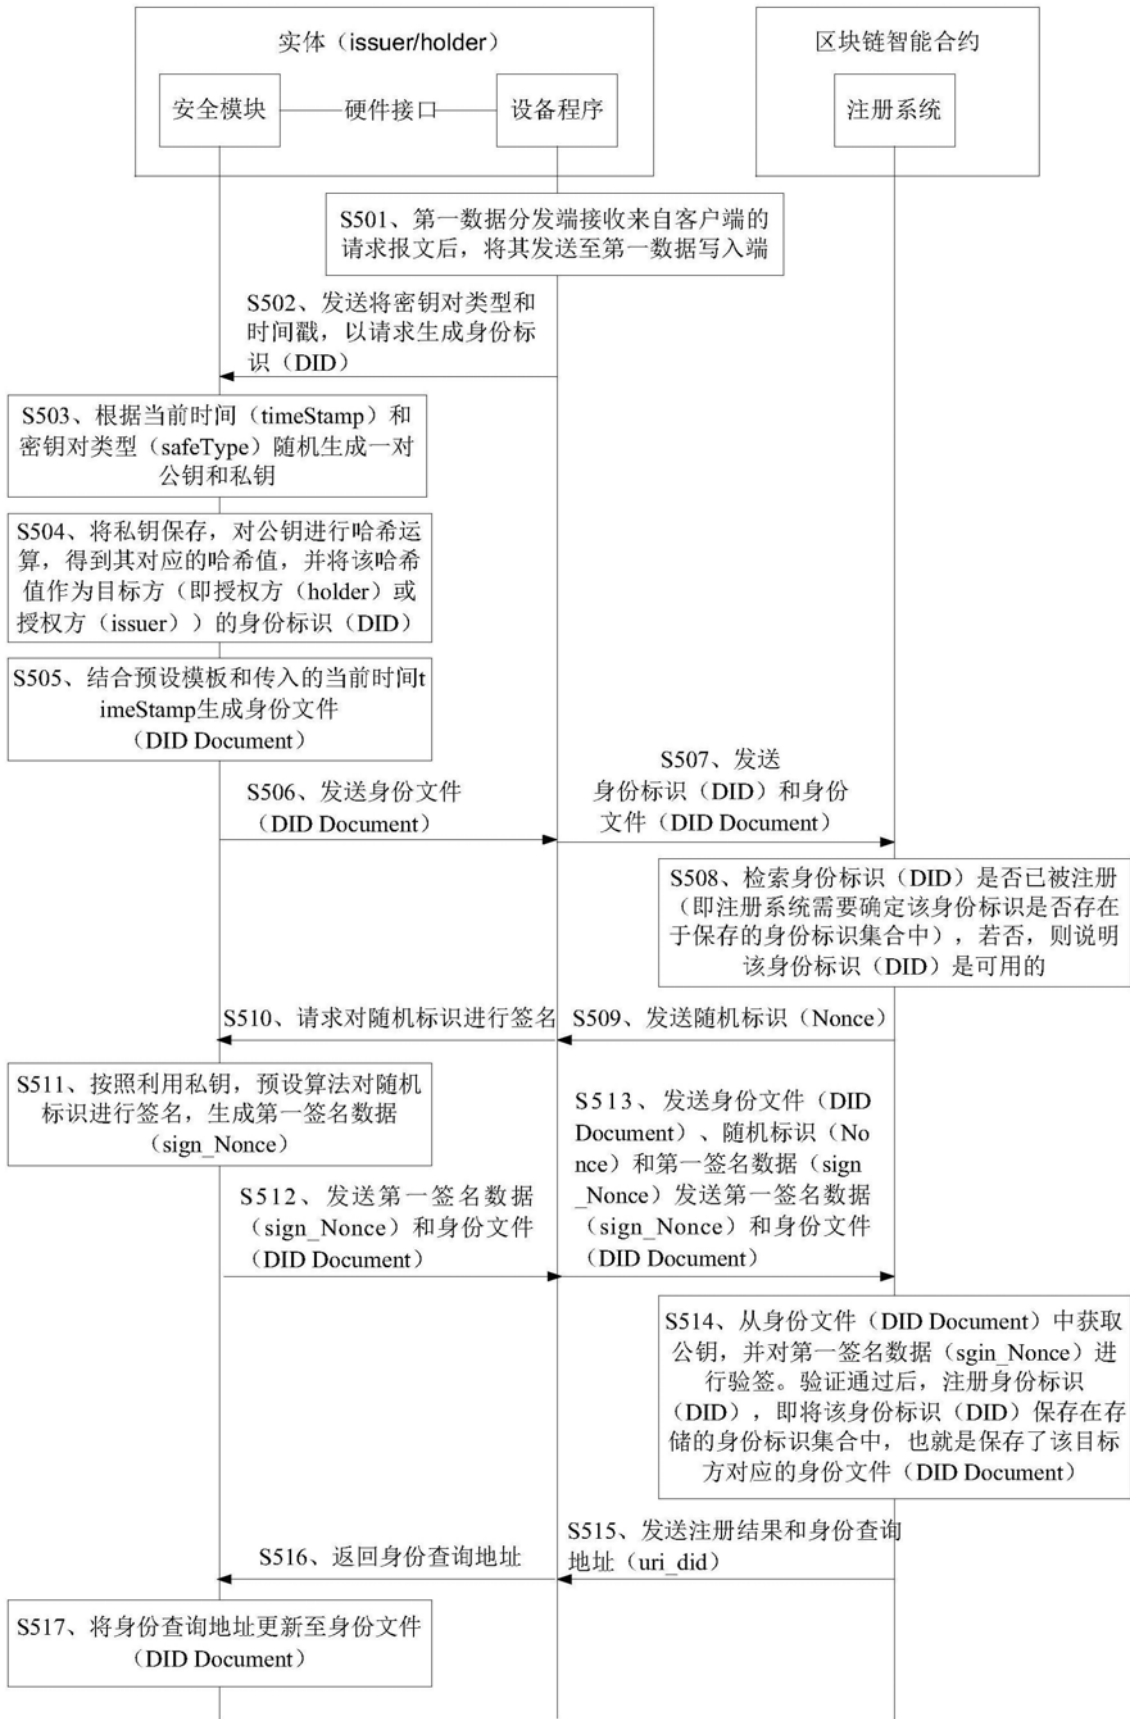 实体（issuer/holder）
区块链智能合约
安全模块
硬件接口
设备程序
注册系统
S501、第一数据分发端接收来自客户端的
请求报文后，将其发送至第一数据写入端
S502、发送将密钥对类型和
时间戳，以请求生成身份标
识（DID）
S503、根据当前时间（timeStamp）和
密钥对类型（safeType）随机生成一对
公钥和私钥
S504、将私钥保存，对公钥进行哈希运
算，得到其对应的哈希值，并将该哈希
值作为目标方（即授权方（holder）或
授权方（issuer））的身份标识（DID）
S505、结合预设模板和传入的当前时间t
imeStamp生成身份文件
（DID Document）
S506、发送身份文件
（DID Document）
S507、发送
身份标识（DID）和身份
文件（DID Document）
S508、检索身份标识（DID）是否已被注册
（即注册系统需要确定该身份标识是否存在
于保存的身份标识集合中），若否，则说明
该身份标识（DID）是可用的
S510、请求对随机标识进行签名
S509、发送随机标识（Nonce）
S511、按照利用私钥，预设算法对随机
标识进行签名，生成第一签名数据
（sign_Nonce）
S512、发送第一签名数据
（sign_Nonce）和身份文件
（DID Document）
S513、发送身份文件（DID
Document）、随机标识（No
nce）和第一签名数据（sign
_Nonce）发送第一签名数据
（sign_Nonce）和身份文件
（DID Document）
S514、从身份文件（DID Document）中获取
公钥，并对第一签名数据（sgin_Nonce）进
行验签。验证通过后，注册身份标识
（DID），即将该身份标识（DID）保存在存
储的身份标识集合中，也就是保存了该目标
方对应的身份文件（DID Document）
S515、发送注册结果和身份查询
地址（uri_did）
S516、返回身份查询地址
S517、将身份查询地址更新至身份文件
（DID Document）